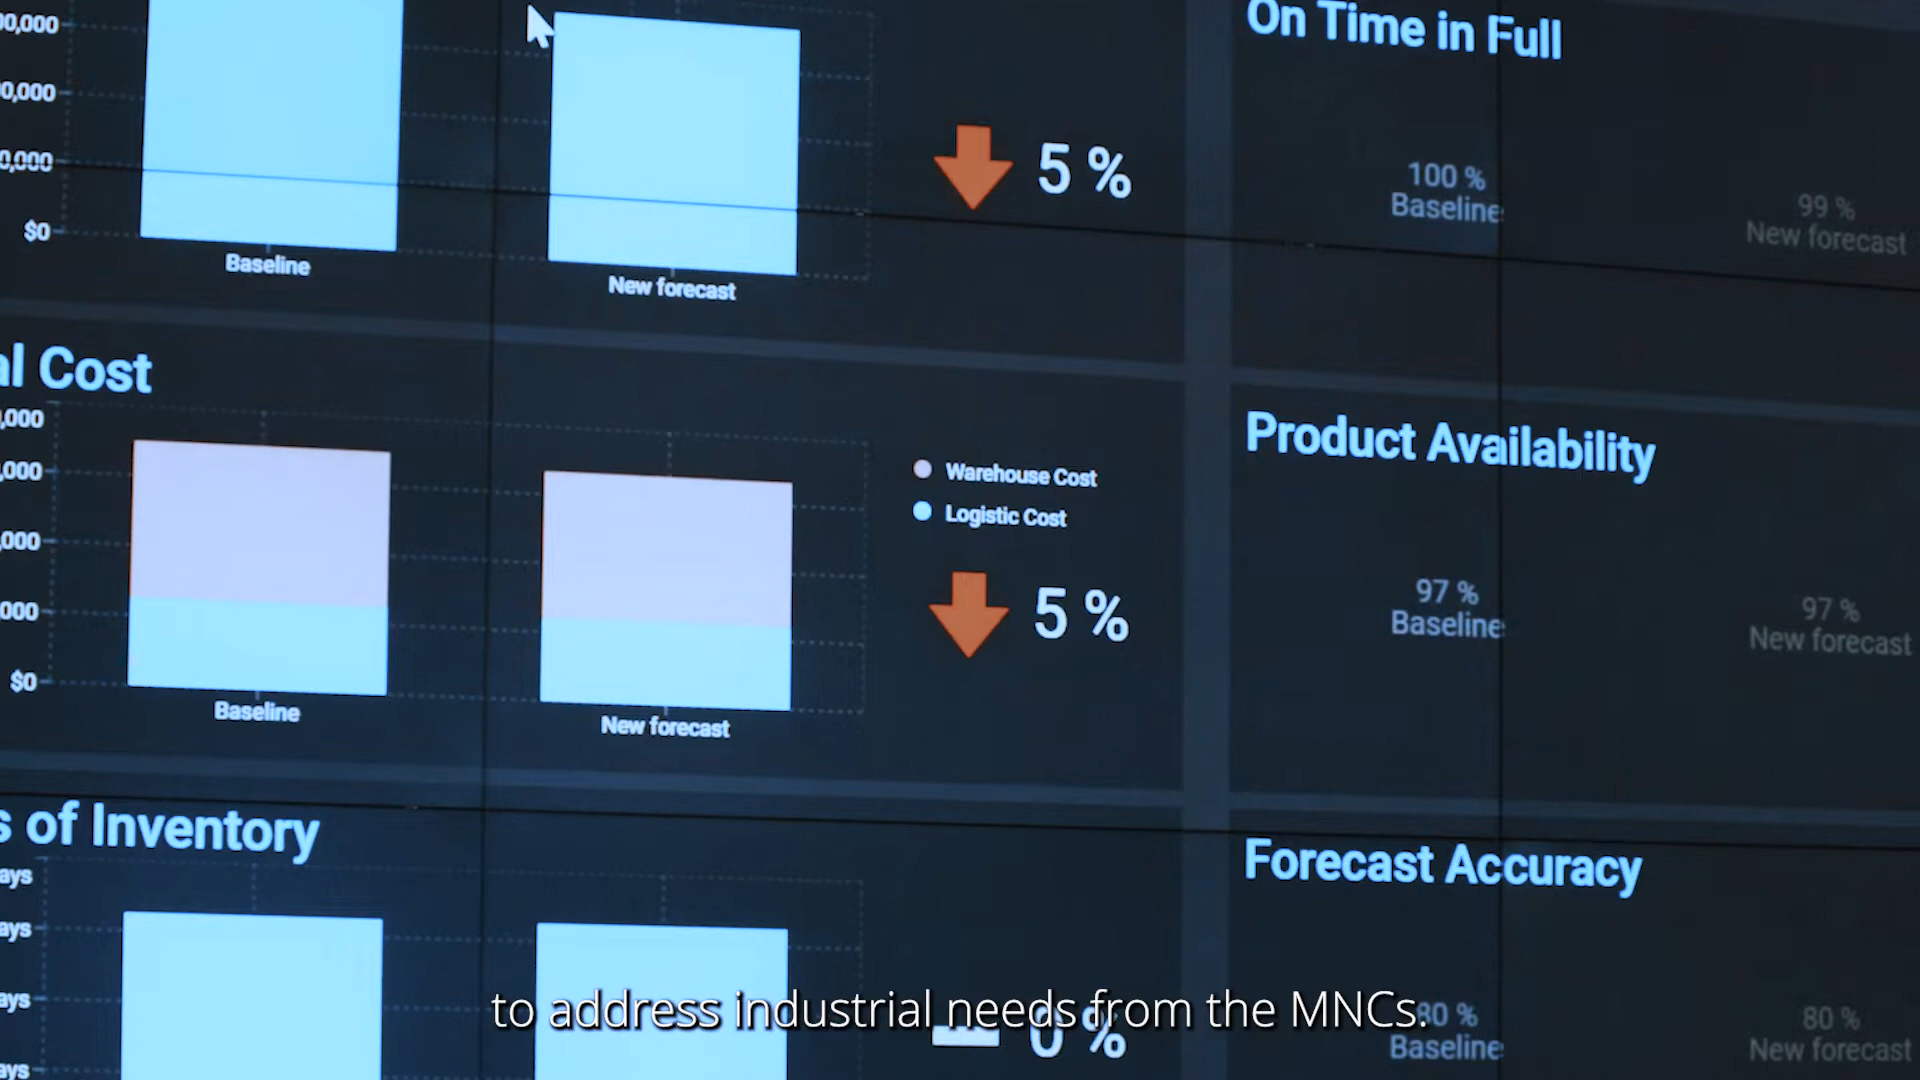 00,000
0,000
0,000
$0
Baseline
New forecast
5 %
On Time in Full
100 %
Baseline
99 %
New forecast
al Cost
,000
,000
,000
000
$0
Baseline
New forecast
Warehouse Cost
Logistic Cost
5 %
Product Availability
97 %
Baseline
97 %
New forecast
s of Inventory
ays
ays
ays
ays
0 %
Forecast Accuracy
80 %
Baseline
80 %
New forecast
to address industrial needs from the MNCs.